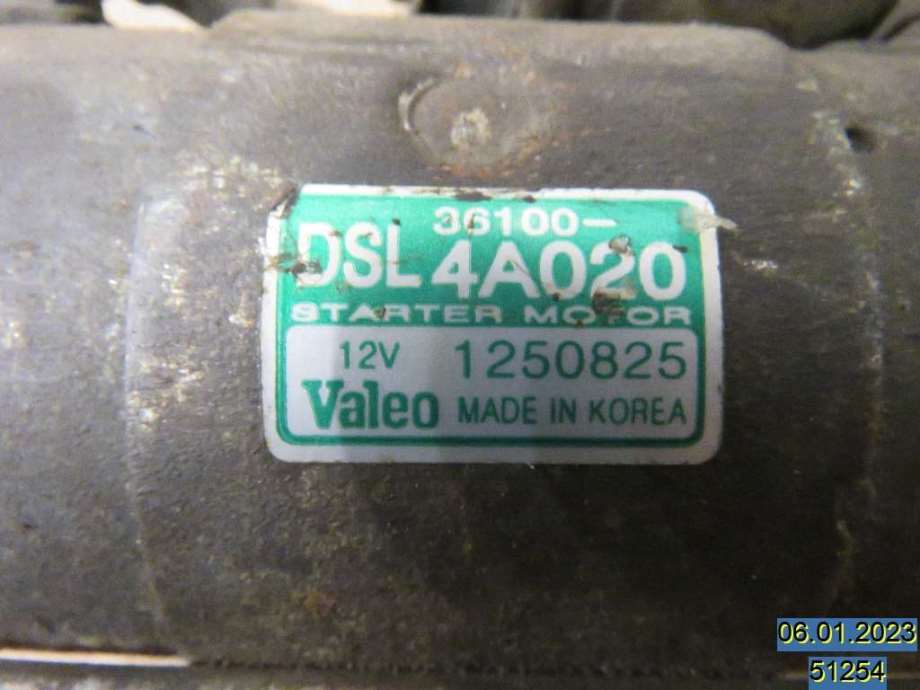 36100-
DSL 4A020
STARTER MOTOR
12V 1250825
Valeo MADE IN KOREA
06.01.2023
51254